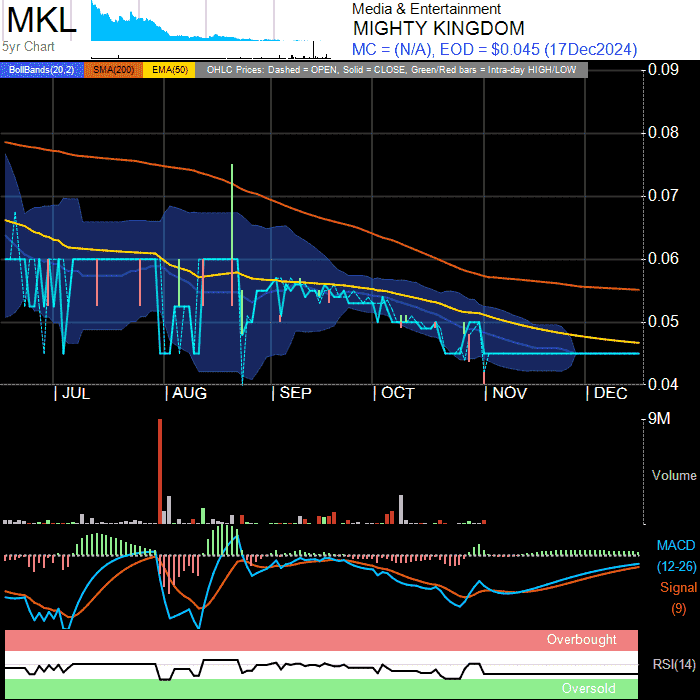 MKL
5yr Chart
Media & Entertainment
MIGHTY KINGDOM
MC = (N/A), EOD = $0.045 (17Dec2024)
BollBands(20,2) SMA(200) EMA(50) OHLC Prices: Dashed = OPEN, Solid = CLOSE, Green/Red bars = Intra-day HIGH/LOW
0.09
0.08
0.07
0.06
0.05
0.04
JUL AUG SEP OCT NOV DEC
9M
Volume
MACD
(12-26)
Signal
(9)
Overbought
RSI(14)
Oversold